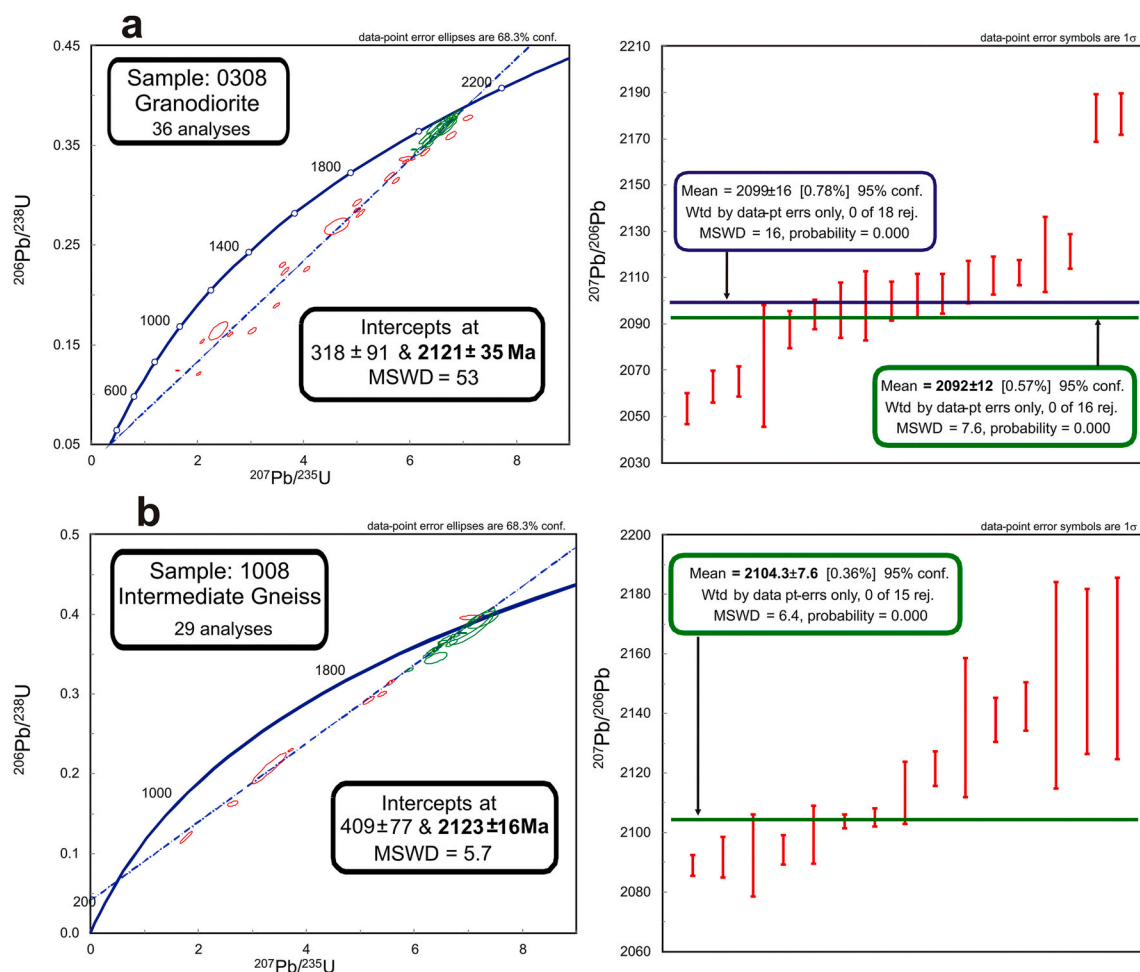 a
data-point error ellipses are 68.3% conf.
0.45
0.35
0.25
0.15
0.05
206Pb/238U
Sample: 0308
Granodiorite
36 analyses
2200
1800
1400
1000
600
Intercepts at
318 ± 91 & 2121 ± 35 Ma
MSWD = 53
0 2 4 6 8
207Pb/235U
data-point error symbols are 1σ
2210
2190
2170
2150
2130
2110
2090
2070
2050
2030
207Pb/206Pb
Mean = 2099±16 [0.78%] 95% conf.
Wtd by data-pt errs only, 0 of 18 rej.
MSWD = 16, probability = 0.000
Mean = 2092±12 [0.57%] 95% conf.
Wtd by data-pt errs only, 0 of 16 rej.
MSWD = 7.6, probability = 0.000
b
data-point error ellipses are 68.3% conf.
0.5
0.4
0.3
0.2
0.1
0.0
206Pb/238U
Sample: 1008
Intermediate Gneiss
29 analyses
1800
1000
200
Intercepts at
409±77 & 2123±16Ma
MSWD = 5.7
0 2 4 6 8
207Pb/235U
data-point error symbols are 1σ
2200
2180
2160
2140
2120
2100
2080
2060
207Pb/206Pb
Mean = 2104.3±7.6 [0.36%] 95% conf.
Wtd by data pt-errs only, 0 of 15 rej.
MSWD = 6.4, probability = 0.000